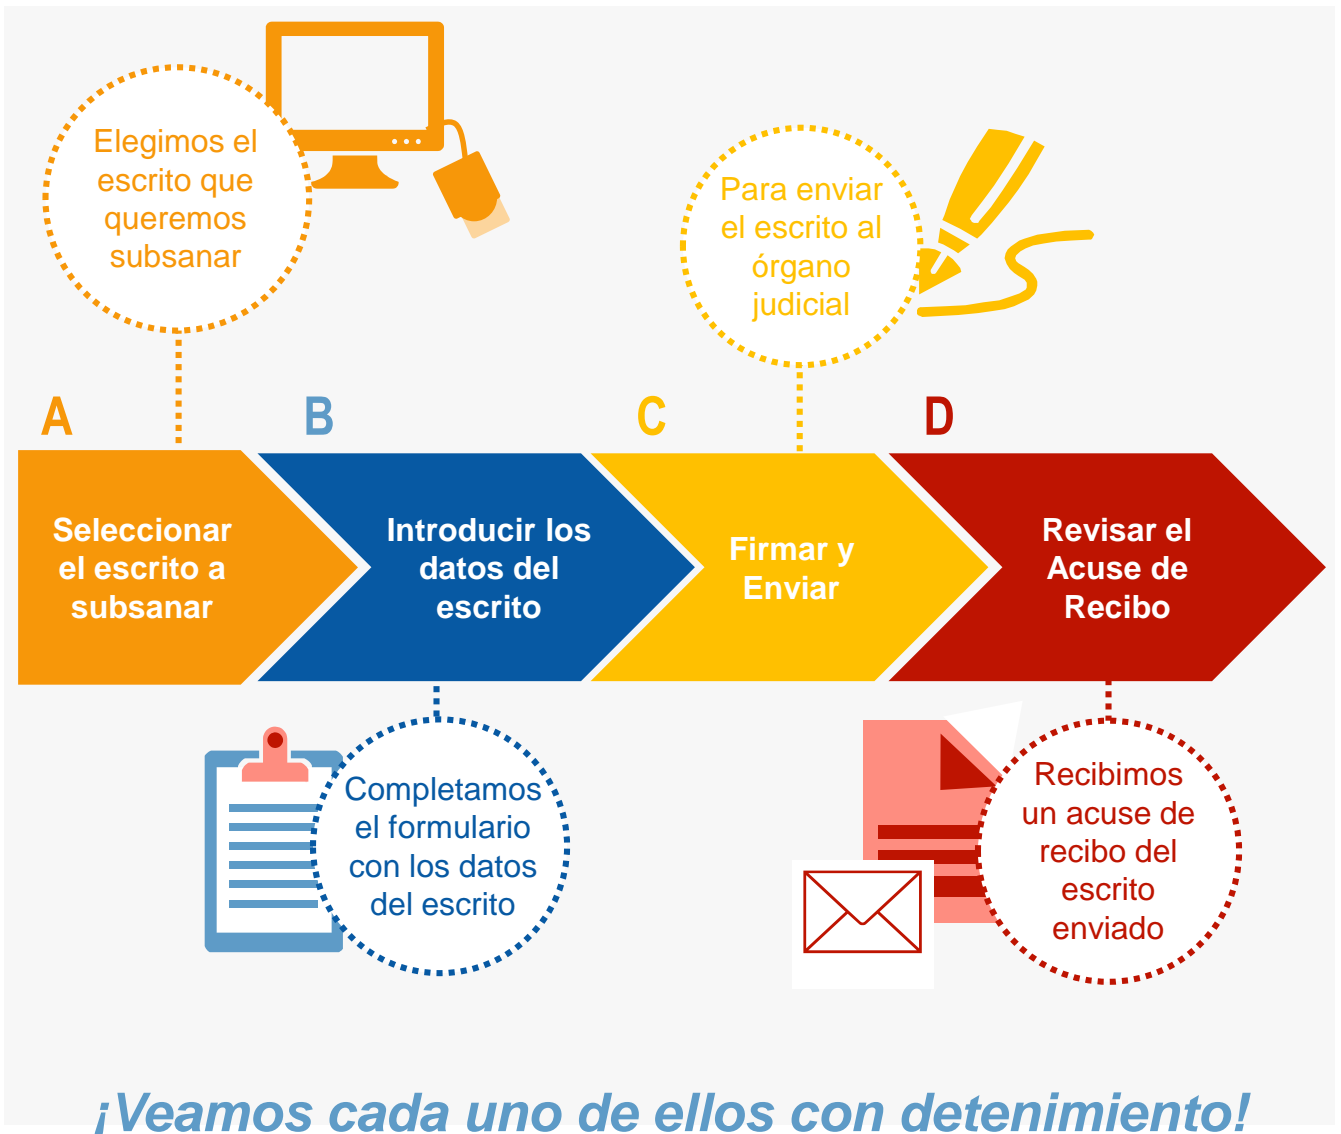 Elegimos el
escrito que
queremos
subsanar
Para enviar
el escrito al
órgano
judicial
A
B
C
D
Seleccionar
el escrito a
subsanar
Introducir los
datos del
escrito
Firmar y
Enviar
Revisar el
Acuse de
Recibo
Completamos
el formulario
con los datos
del escrito
Recibimos
un acuse de
recibo del
escrito
enviado
¡Veamos cada uno de ellos con detenimiento!